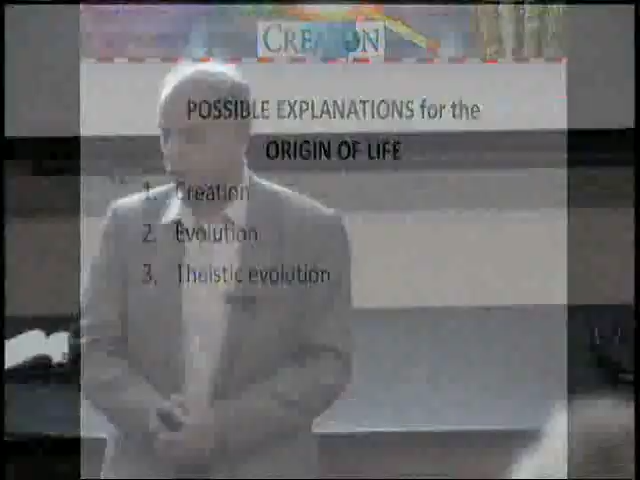 CREATION
POSSIBLE EXPLANATIONS for the
ORIGIN OF LIFE
1. Creation
2. Evolution
3. Theistic evolution